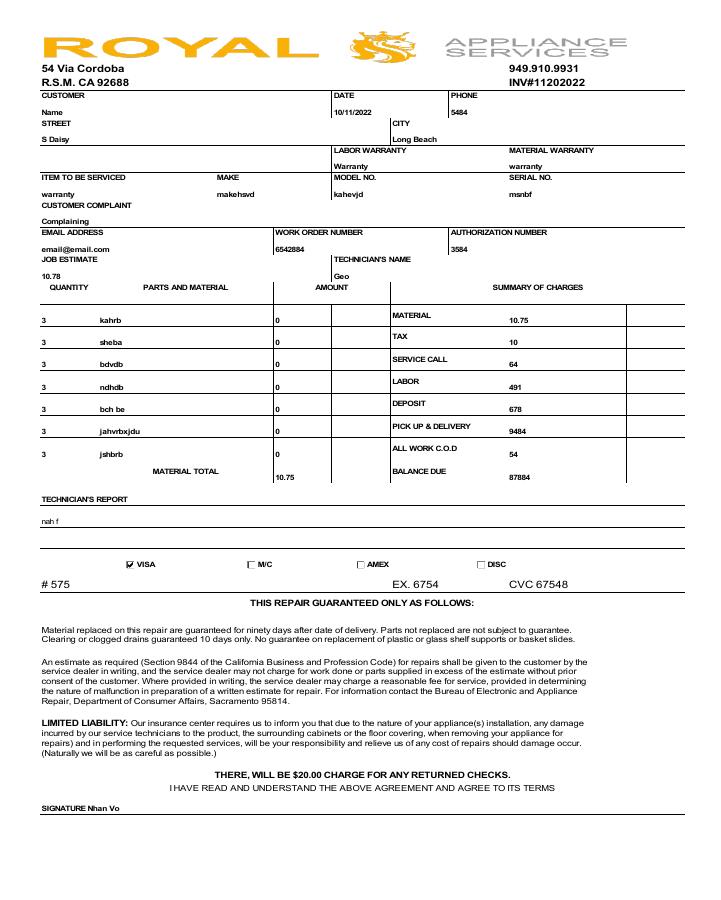 ROYAL APPLIANCE SERVICES
54 Via Cordoba 949.910.9931
R.S.M. CA 92688 INV#11202022
CUSTOMER DATE PHONE
Name 10/11/2022 5484
STREET CITY
S Daisy Long Beach
LABOR WARRANTY MATERIAL WARRANTY
Warranty warranty
ITEM TO BE SERVICED MAKE MODEL NO. SERIAL NO.
warranty makehsvd kahevjd msnbf
CUSTOMER COMPLAINT
Complaining
EMAIL ADDRESS WORK ORDER NUMBER AUTHORIZATION NUMBER
email@email.com 6542884 3584
JOB ESTIMATE TECHNICIAN'S NAME
10.78 Geo
QUANTITY PARTS AND MATERIAL AMOUNT SUMMARY OF CHARGES
3 kahrb 0 MATERIAL 10.75
3 sheba 0 TAX 10
3 bdvdb 0 SERVICE CALL 64
3 ndhdb 0 LABOR 491
3 bch be 0 DEPOSIT 678
3 jahvrbxjdu 0 PICK UP & DELIVERY 9484
3 jshbrb 0 ALL WORK C.O.D 54
MATERIAL TOTAL 10.75 BALANCE DUE 87884
TECHNICIAN'S REPORT
nah f
VISA M/C AMEX DISC
# 575 EX. 6754 CVC 67548
THIS REPAIR GUARANTEED ONLY AS FOLLOWS:
Material replaced on this repair are guaranteed for ninety days after date of delivery. Parts not replaced are not subject to guarantee.
Clearing or clogged drains guaranteed 10 days only. No guarantee on replacement of plastic or glass shelf supports or basket slides.
An estimate as required (Section 9844 of the California Business and Profession Code) for repairs shall be given to the customer by the
service dealer in writing, and the service dealer may not charge for work done or parts supplied in excess of the estimate without prior
consent of the customer. Where provided in writing, the service dealer may charge a reasonable fee for service, provided in determining
the nature of malfunction in preparation of a written estimate for repair. For information contact the Bureau of Electronic and Appliance
Repair, Department of Consumer Affairs, Sacramento 95814.
LIMITED LIABILITY: Our insurance center requires us to inform you that due to the nature of your appliance(s) installation, any damage
incurred by our service technicians to the product, the surrounding cabinets or the floor covering, when removing your appliance for
repairs) and in performing the requested services, will be your responsibility and relieve us of any cost of repairs should damage occur.
(Naturally we will be as careful as possible.)
THERE, WILL BE $20.00 CHARGE FOR ANY RETURNED CHECKS.
I HAVE READ AND UNDERSTAND THE ABOVE AGREEMENT AND AGREE TO ITS TERMS
SIGNATURE Nhan Vo